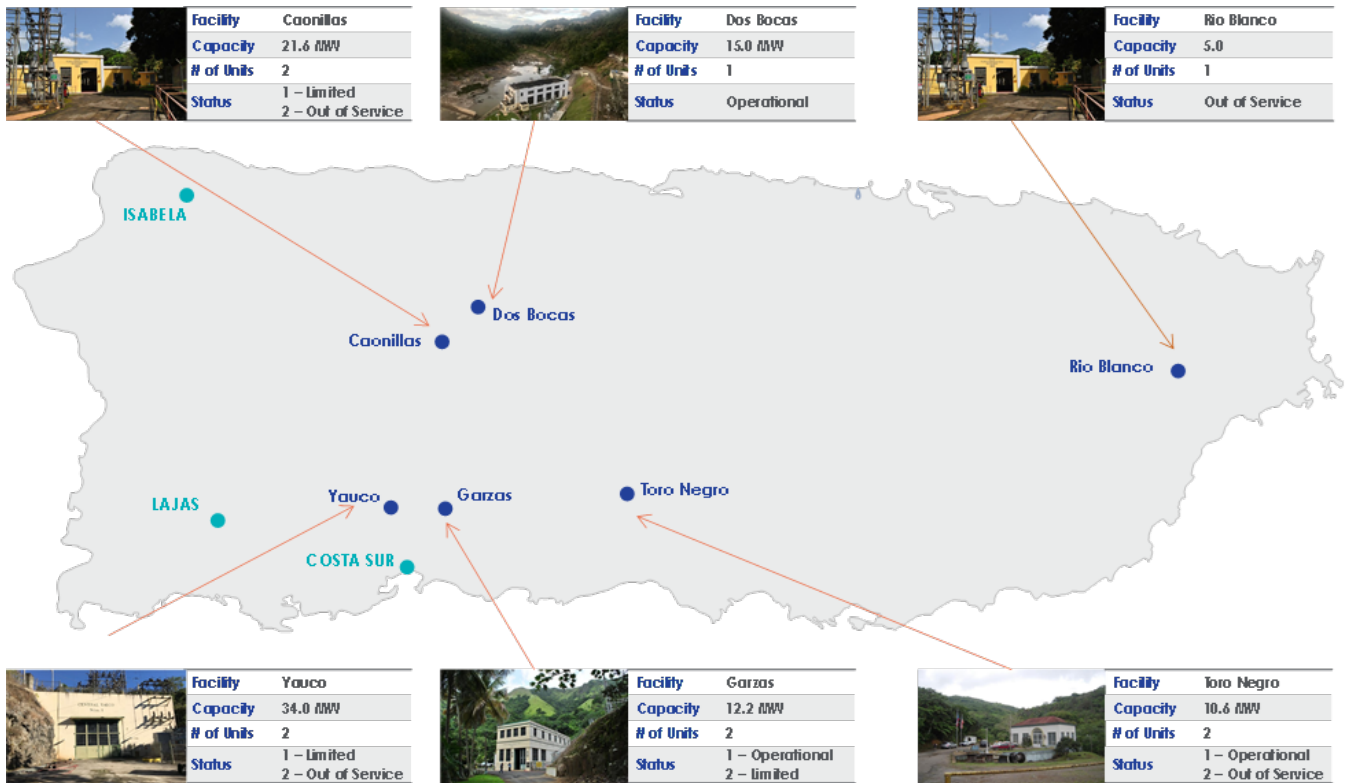 Facility Caonillas
Capacity 21.6 MW
# of Units 2
Status 1 – Limited
2 – Out of Service
Facility Dos Bocas
Capacity 15.0 MW
# of Units 1
Status Operational
Facility Rio Blanco
Capacity 5.0
# of Units 1
Status Out of Service
ISABELA
Dos Bocas
Caonillas
Rio Blanco
Yauco
Garzas
Toro Negro
LAJAS
COSTA SUR
Facility Yauco
Capacity 34.0 MW
# of Units 2
Status 1 – Limited
2 – Out of Service
Facility Garzas
Capacity 12.2 MW
# of Units 2
Status 1 – Operational
2 – Limited
Facility Toro Negro
Capacity 10.6 MW
# of Units 2
Status 1 – Operational
2 – Out of Service